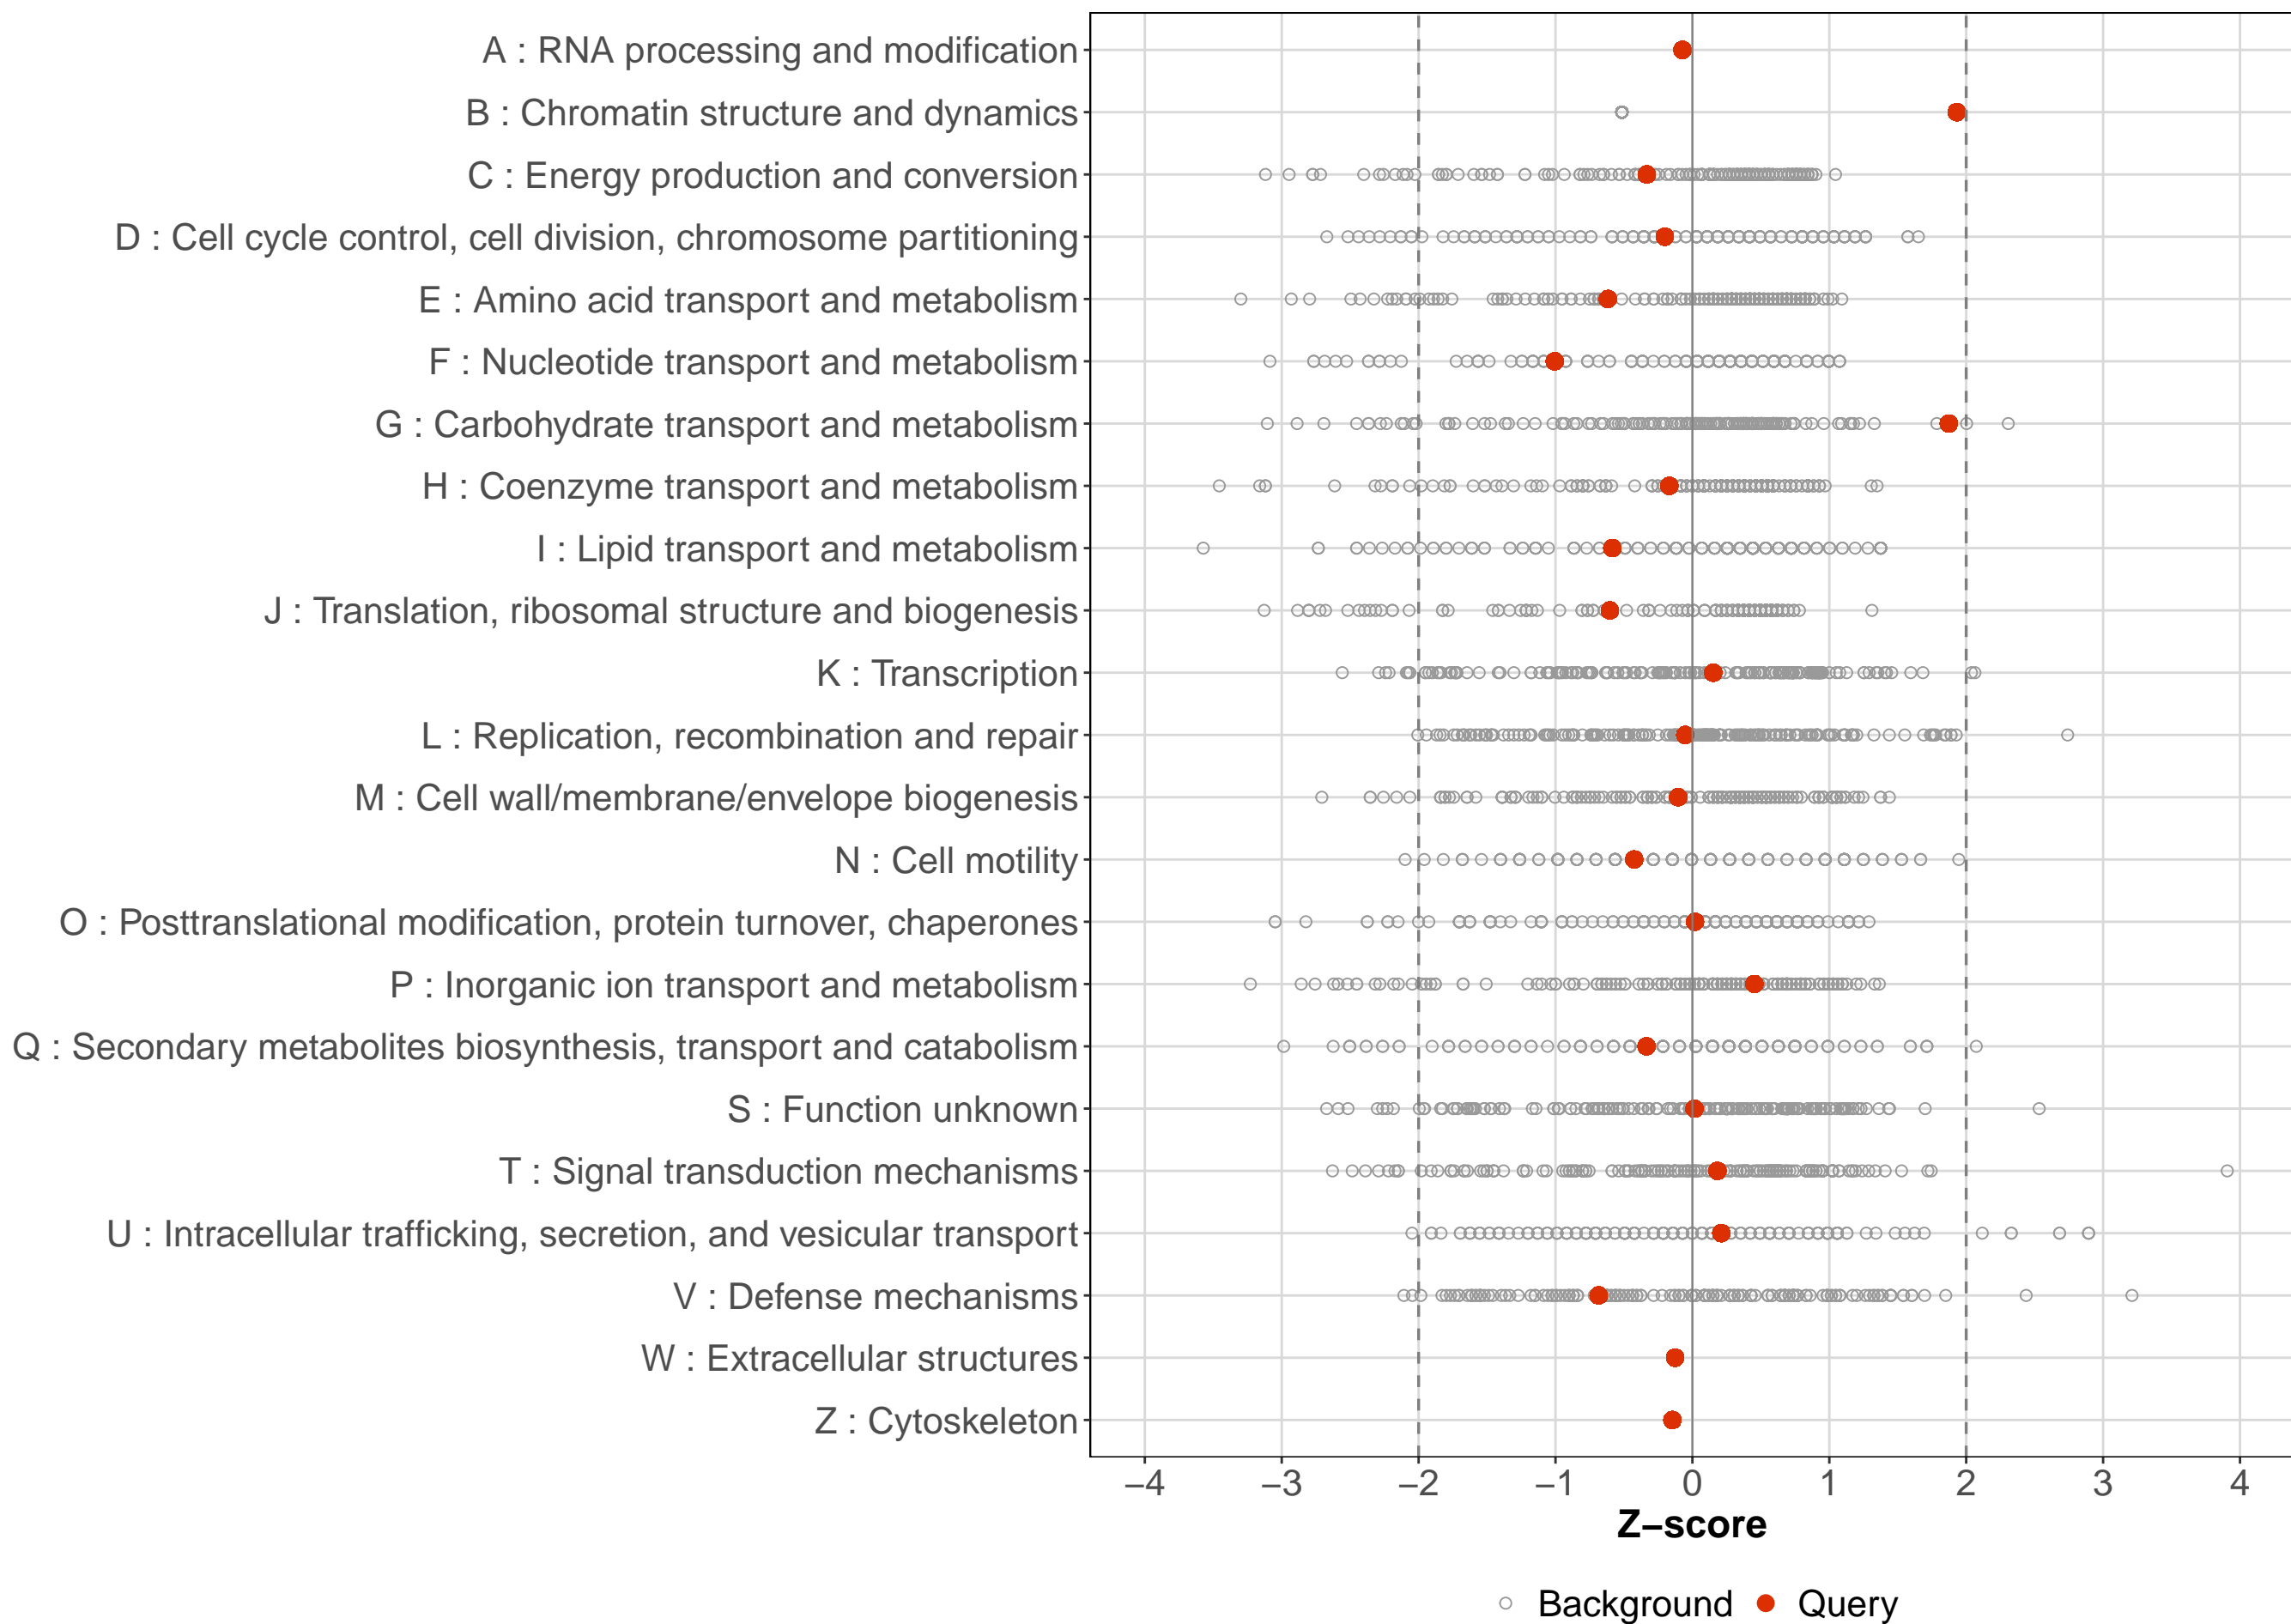 A : RNA processing and modification
B : Chromatin structure and dynamics
C : Energy production and conversion
D : Cell cycle control, cell division, chromosome partitioning
E : Amino acid transport and metabolism
F : Nucleotide transport and metabolism
G : Carbohydrate transport and metabolism
H : Coenzyme transport and metabolism
I : Lipid transport and metabolism
J : Translation, ribosomal structure and biogenesis
K : Transcription
L : Replication, recombination and repair
M : Cell wall/membrane/envelope biogenesis
N : Cell motility
O : Posttranslational modification, protein turnover, chaperones
P : Inorganic ion transport and metabolism
Q : Secondary metabolites biosynthesis, transport and catabolism
S : Function unknown
T : Signal transduction mechanisms
U : Intracellular trafficking, secretion, and vesicular transport
V : Defense mechanisms
W : Extracellular structures
Z : Cytoskeleton
−4 −3 −2 −1 0 1 2 3 4
Z−score
Background Query